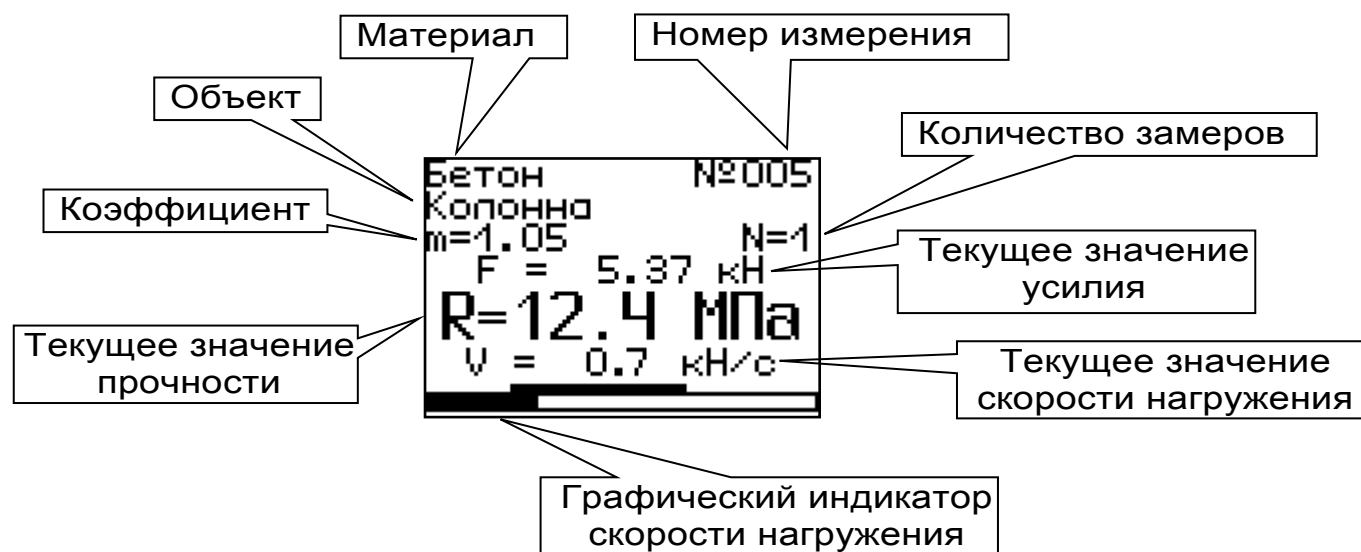 Материал
Номер измерения
Объект
Количество замеров
Коэффициент
Бетон №005
Колонна
m=1.05 N=1
F = 5.37 кН
R=12.4 МПа
V = 0.7 кН/с
Текущее значение
усилия
Текущее значение
прочности
Текущее значение
скорости нагружения
Графический индикатор
скорости нагружения